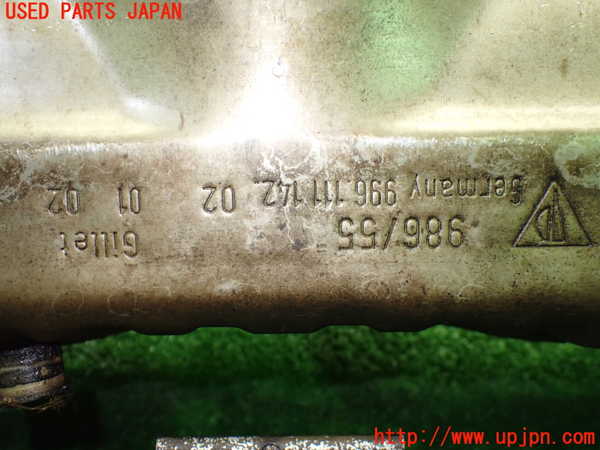 USED PARTS JAPAN
986/55
Germany 996 111 142 02
Gillet 01 02
http://www.upjpn.com/